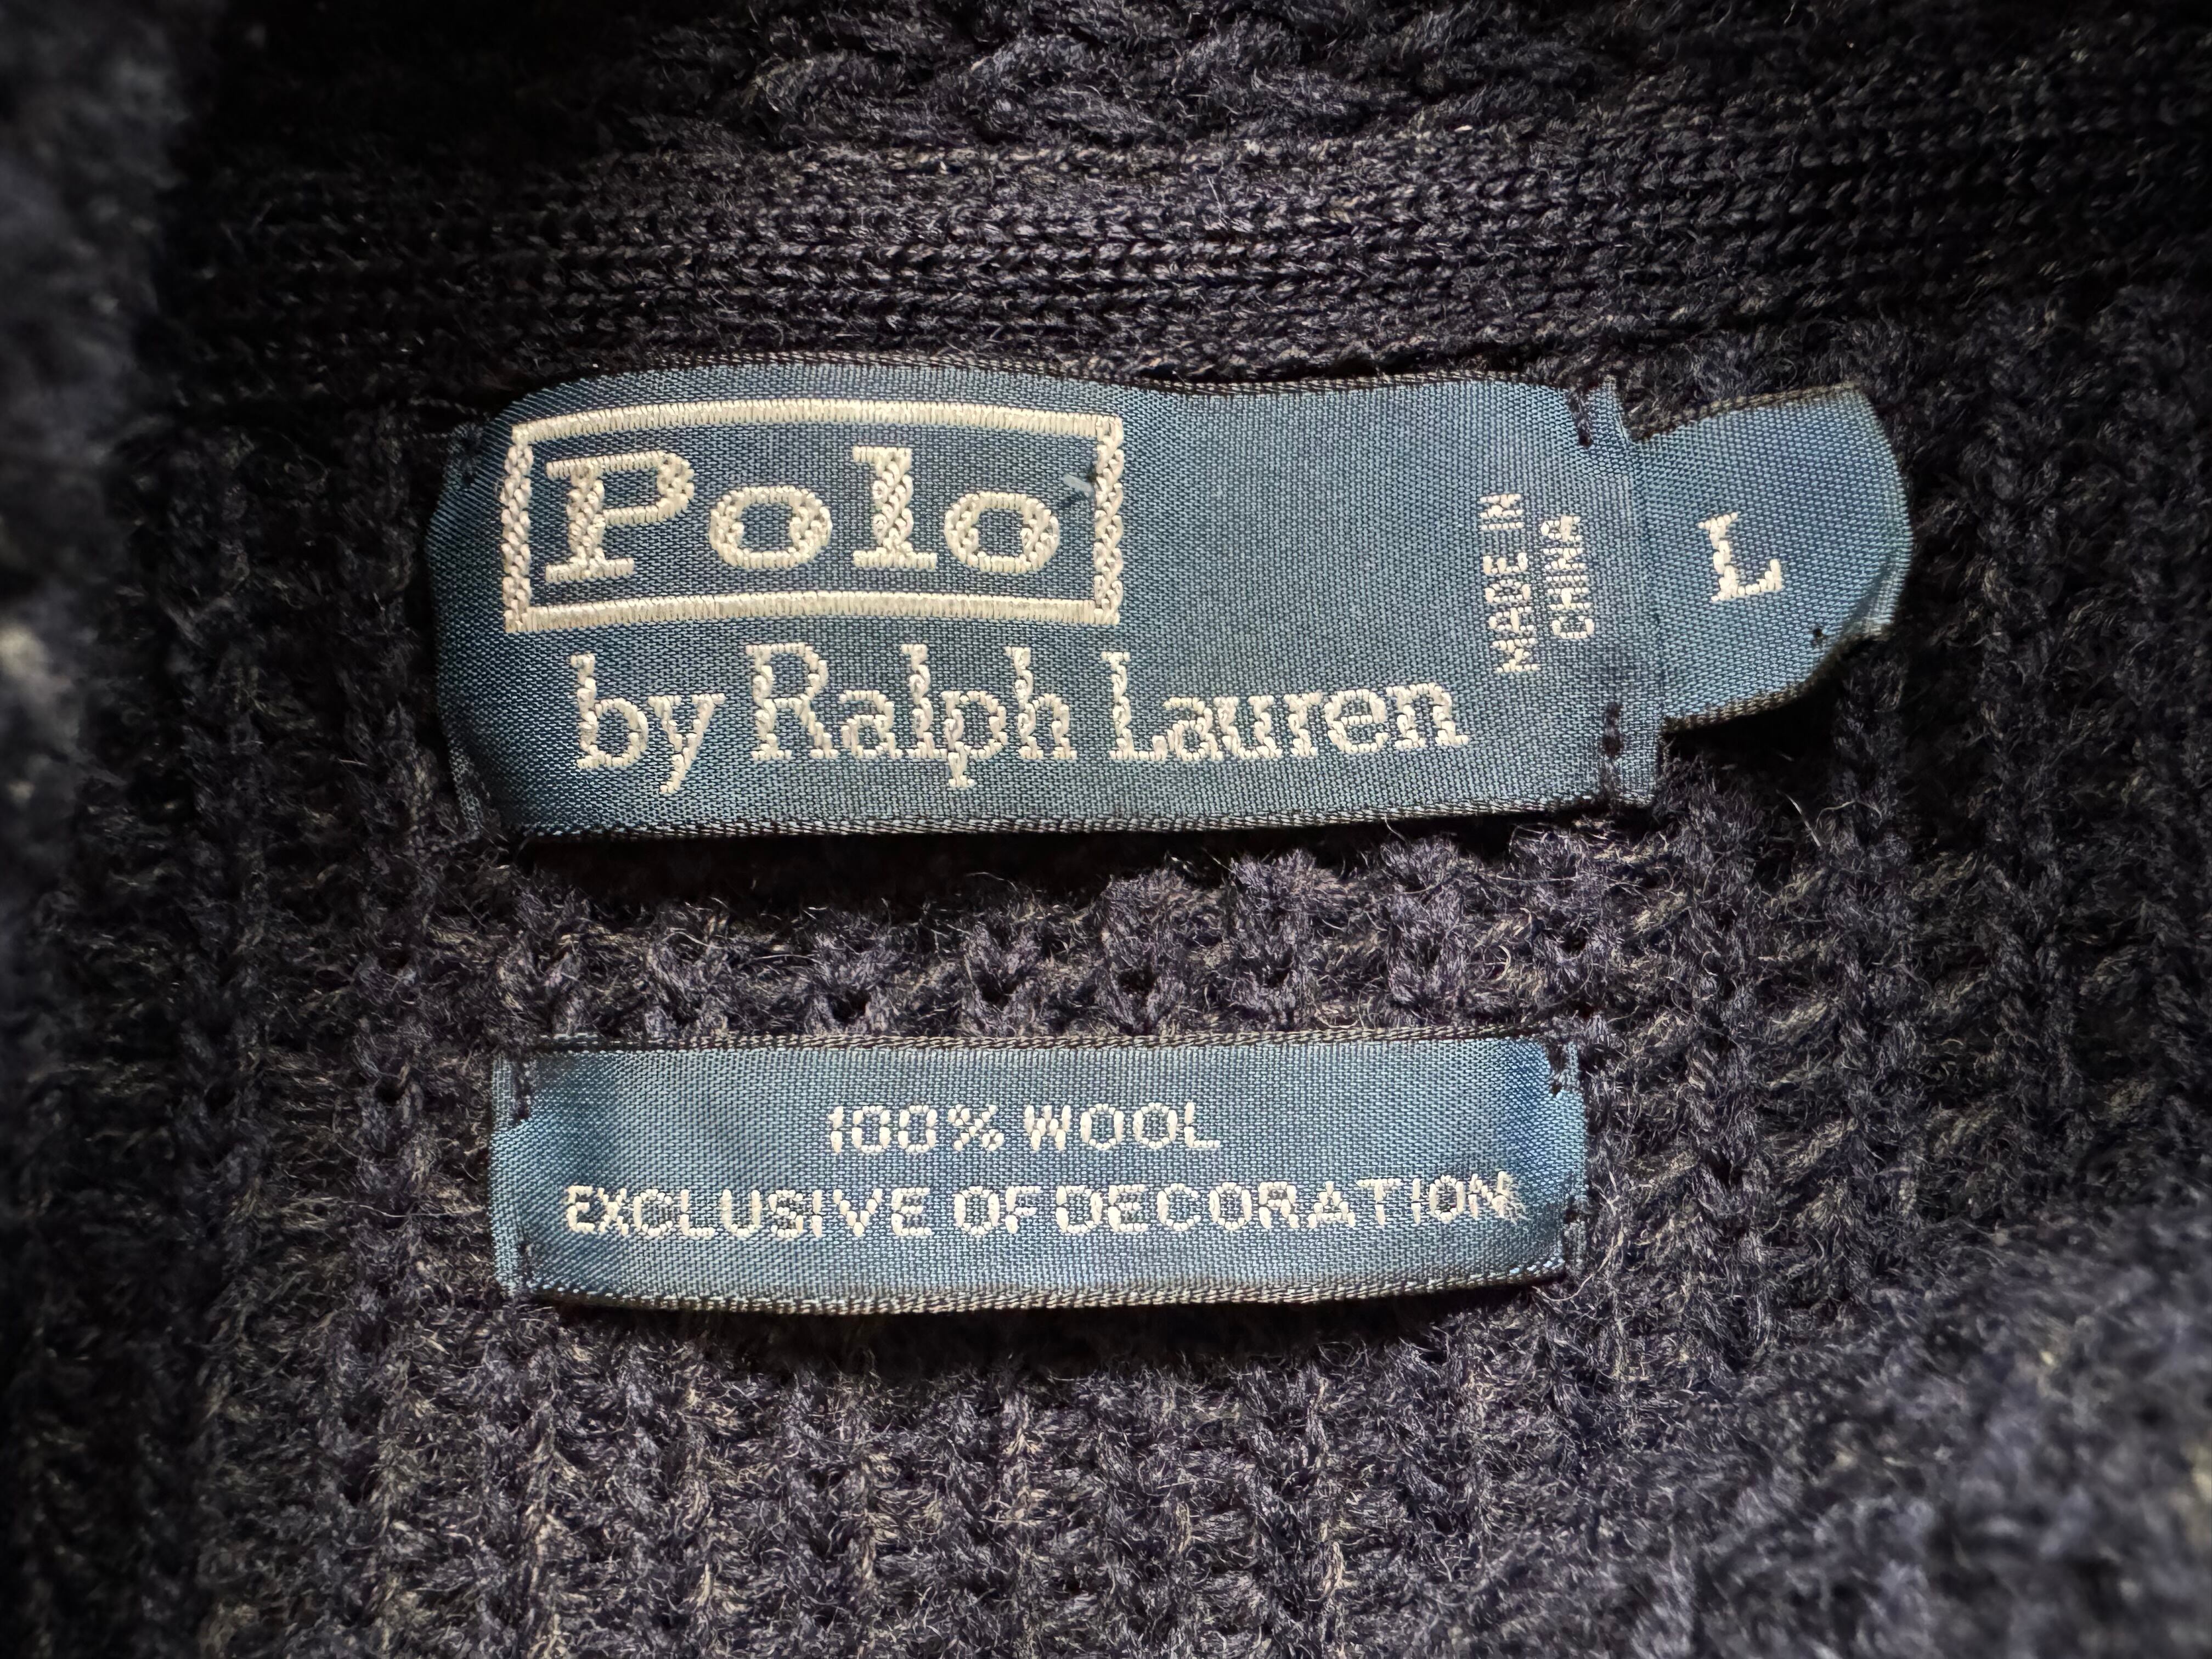 Polo
by Ralph Lauren
MADE IN
CHINA
L
100% WOOL
EXCLUSIVE OF DECORATION